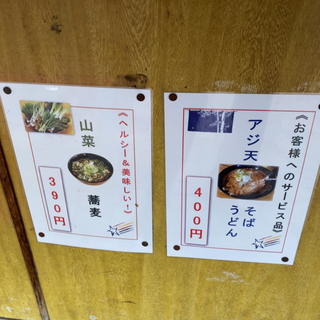 《お客様へのサービス品》
アジ天
そば
うどん
400円
《ヘルシー&美味しい!》
山菜
蕎麦
390円